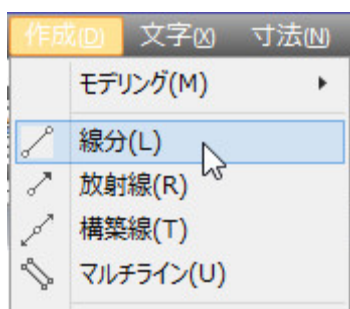 作成(D) 文字(X) 寸法(N)
モデリング(M)
線分(L)
放射線(R)
構築線(T)
マルチライン(U)